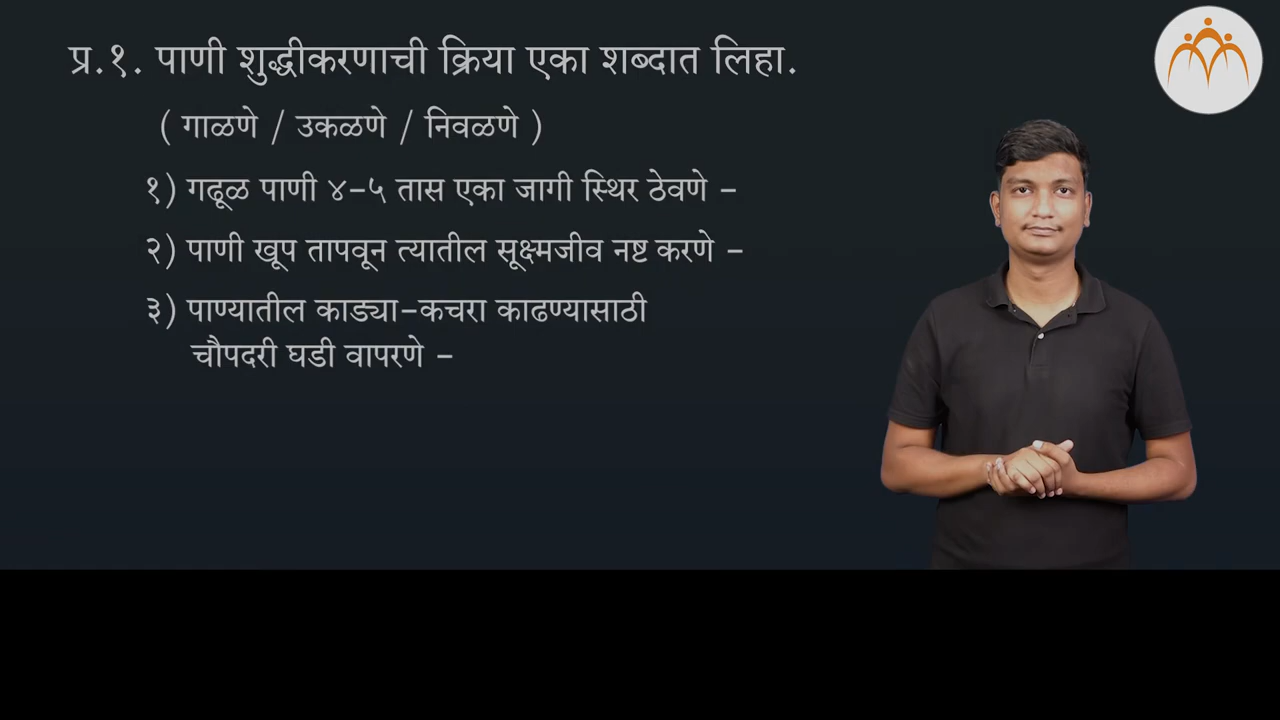 प्र.१. पाणी शुद्धीकरणाची क्रिया एका शब्दात लिहा.
( गाळणे / उकळणे / निवळणे )
१) गढूळ पाणी ४-५ तास एका जागी स्थिर ठेवणे -
२) पाणी खूप तापवून त्यातील सूक्ष्मजीव नष्ट करणे -
३) पाण्यातील काड्या-कचरा काढण्यासाठी
चौपदरी घडी वापरणे -